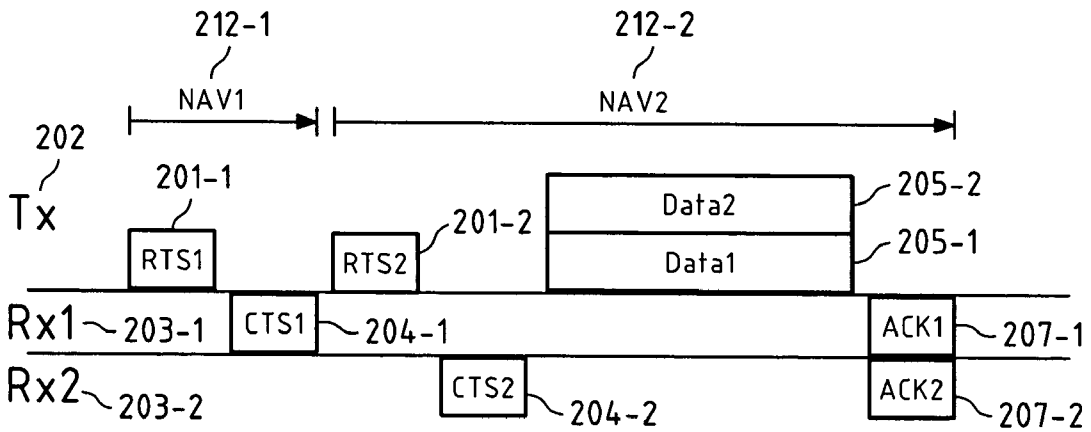 212-1
212-2
NAV1
NAV2
202
201-1
205-2
Tx
Data2
201-2
205-1
RTS1
RTS2
Data1
Rx1
203-1
CTS1
204-1
ACK1
207-1
Rx2
203-2
CTS2
204-2
ACK2
207-2